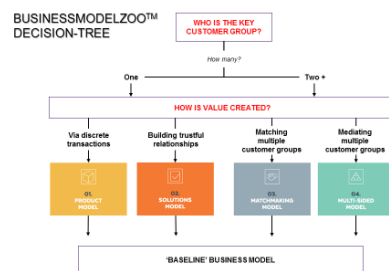 BUSINESSMODELZOO™
DECISION-TREE
WHO IS THE KEY
CUSTOMER GROUP?
How many?
One
Two +
HOW IS VALUE CREATED?
Via discrete
transactions
Building trustful
relationships
Matching
multiple
customer groups
Mediating
multiple
customer groups
01.
PRODUCT
MODEL
02.
SOLUTIONS
MODEL
03.
MATCHMAKING
MODEL
04.
MULTI-SIDED
MODEL
'BASELINE' BUSINESS MODEL